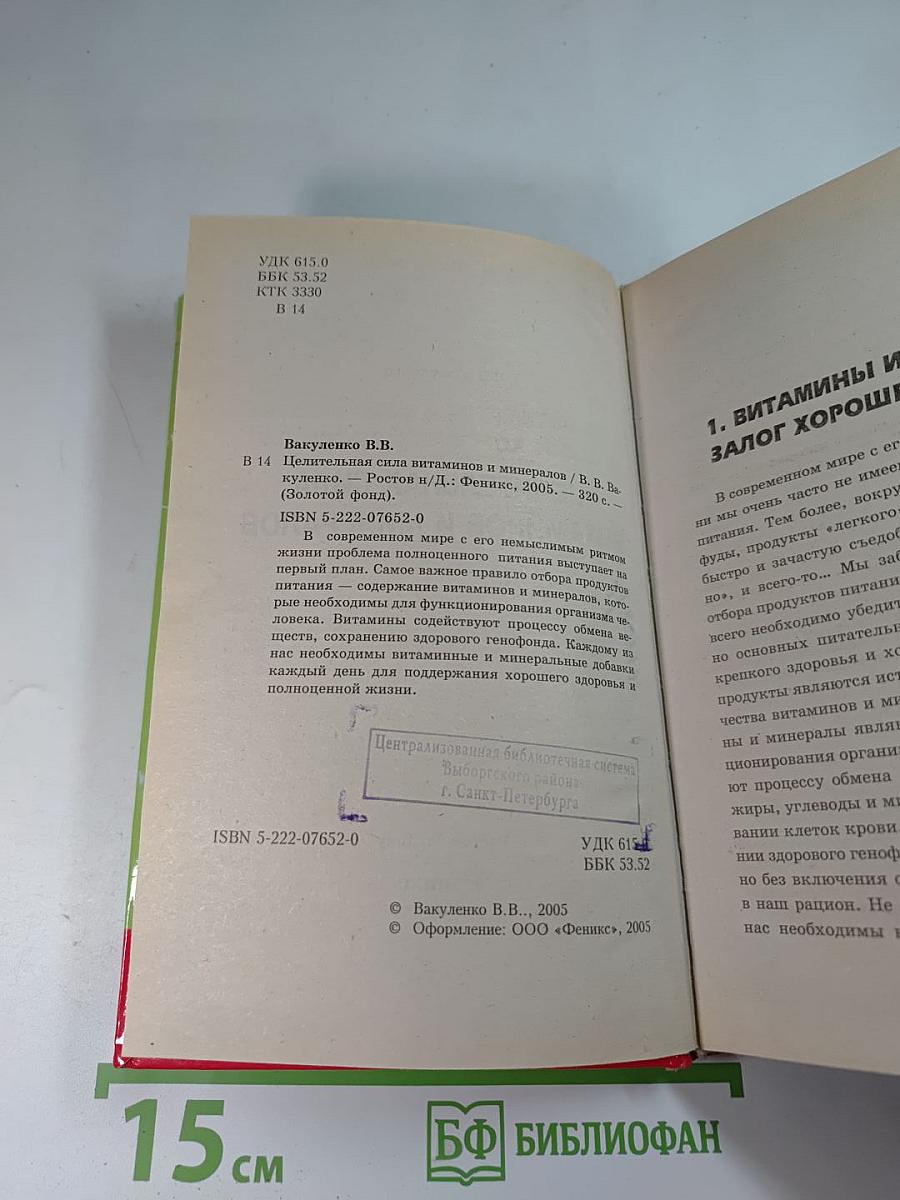 УДК 615.0
ББК 53.52
КТК 3330
В 14
Вакуленко В.В.
В 14 Целительная сила витаминов и минералов / В. В. Ва-
куленко. — Ростов н/Д.: Феникс, 2005. — 320 с. —
(Золотой фонд).
ISBN 5-222-07652-0
В современном мире с его немыслимым ритмом
жизни проблема полноценного питания выступает на
первый план. Самое важное правило отбора продуктов
питания — содержание витаминов и минералов, кото-
рые необходимы для функционирования организма че-
ловека. Витамины содействуют процессу обмена ве-
ществ, сохранению здорового генофонда. Каждому из
нас необходимы витаминные и минеральные добавки
каждый день для поддержания хорошего здоровья и
полноценной жизни.
Централизованная библиотечная система
Выборгского района
г. Санкт-Петербурга
ISBN 5-222-07652-0
УДК 615.
ББК 53.52
© Вакуленко В.В.., 2005
© Оформление: ООО «Феникс», 2005
1. ВИТАМИНЫ И
ЗАЛОГ ХОРОШЕ
В современном мире с ег
ни мы очень часто не имее
питания. Тем более, вокру
фуды, продукты «легкого
быстро и зачастую съедоб
но», и всего-то... Мы заб
отбора продуктов питани
всего необходимо убедит
но основных питательн
крепкого здоровья и хо
продукты являются ист
чества витаминов и ми
ны и минералы являн
ционирования организ
ют процессу обмена
жиры, углеводы и ми
вании клеток крови.
нии здорового геноф
но без включения
в наш рацион. Не
нас необходимы
15 см
БФ БИБЛИОФАН